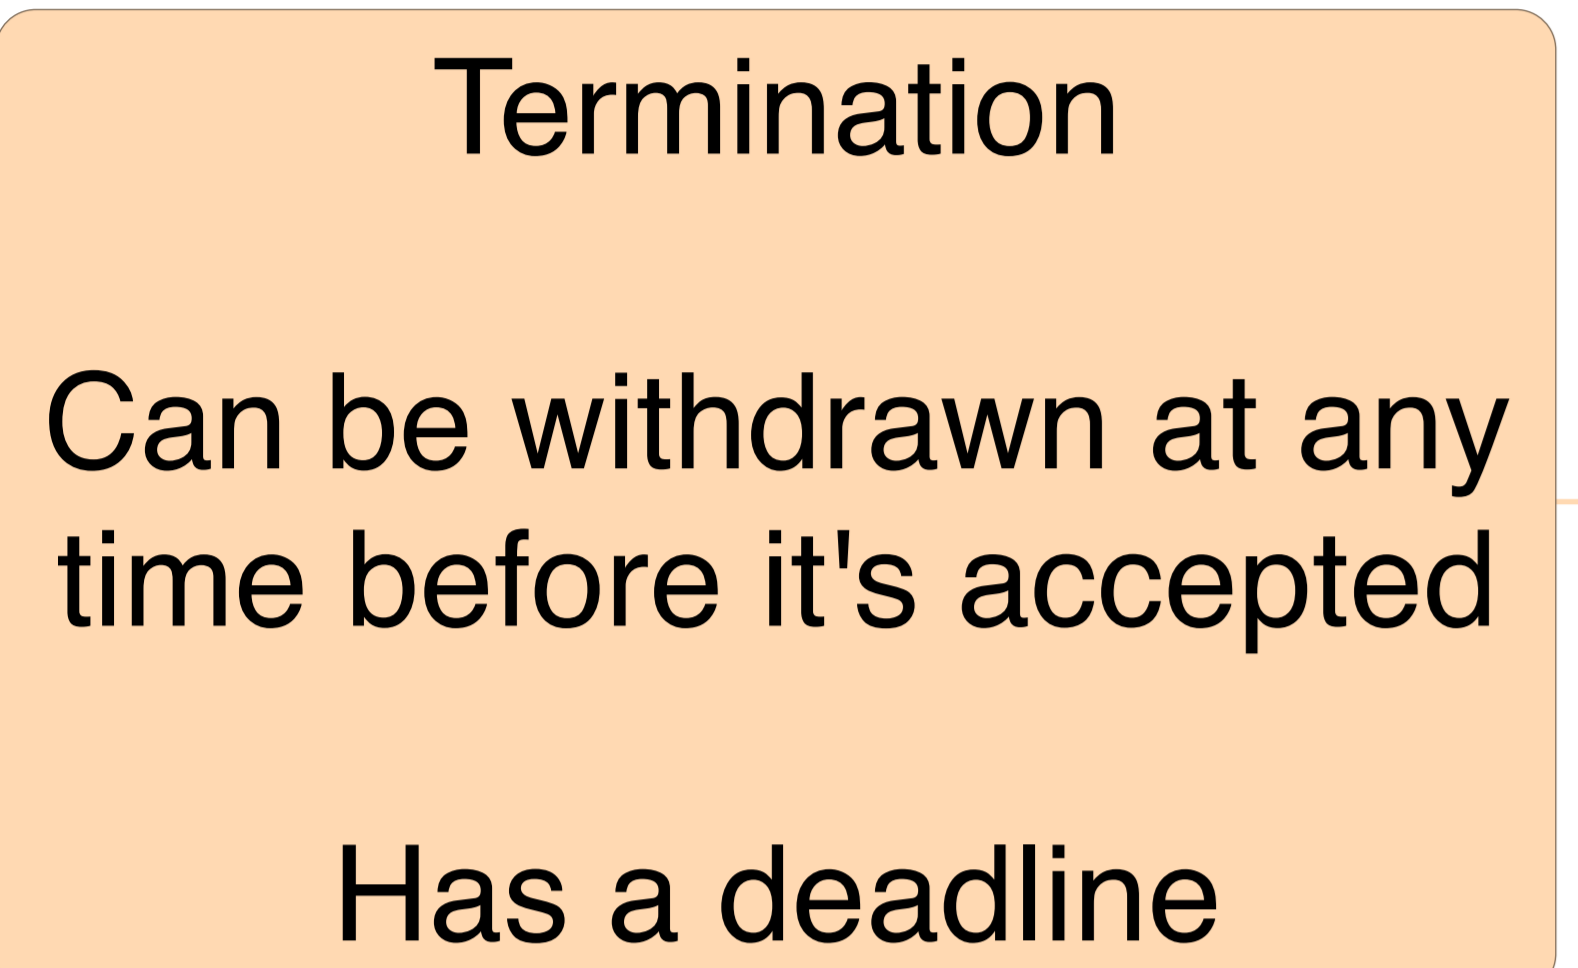 Termination
Can be withdrawn at any
time before it's accepted
Has a deadline